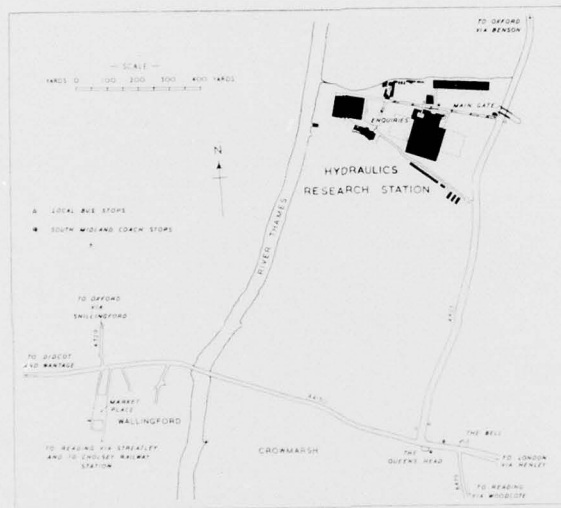 TO OXFORD
VIA BENSON
— SCALE —
YARDS 0 100 200 300 400 YARDS
MAIN GATE
ENQUIRIES
N
HYDRAULICS
RESEARCH STATION
LOCAL BUS STOPS
SOUTH MIDLAND COACH STOPS
RIVER THAMES
TO OXFORD
VIA
SHILLINGFORD
TO DIDCOT
AND WANTAGE
MARKET
PLACE
WALLINGFORD
TO READING VIA STREATLEY
AND TO CHOLSEY RAILWAY
STATION
CROWMARSH
THE BELL
THE
QUEENS HEAD
TO LONDON
VIA HENLEY
TO READING
VIA WOODCOTE